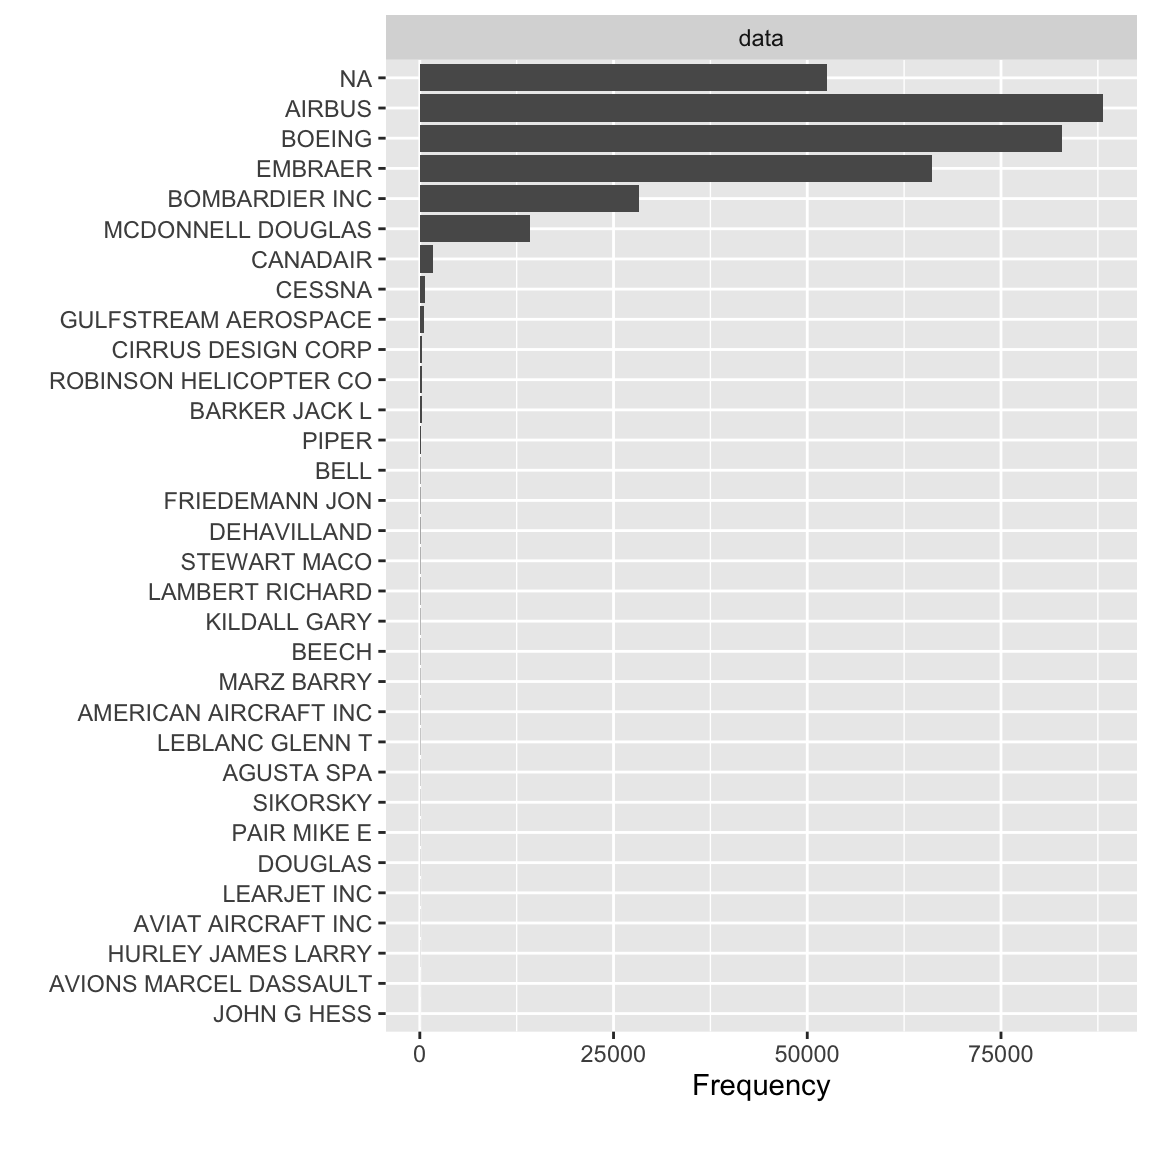 data
NA
AIRBUS
BOEING
EMBRAER
BOMBARDIER INC
MCDONNELL DOUGLAS
CANADAIR
CESSNA
GULFSTREAM AEROSPACE
CIRRUS DESIGN CORP
ROBINSON HELICOPTER CO
BARKER JACK L
PIPER
BELL
FRIEDEMANN JON
DEHAVILLAND
STEWART MACO
LAMBERT RICHARD
KILDALL GARY
BEECH
MARZ BARRY
AMERICAN AIRCRAFT INC
LEBLANC GLENN T
AGUSTA SPA
SIKORSKY
PAIR MIKE E
DOUGLAS
LEARJET INC
AVIAT AIRCRAFT INC
HURLEY JAMES LARRY
AVIONS MARCEL DASSAULT
JOHN G HESS
0 25000 50000 75000
Frequency